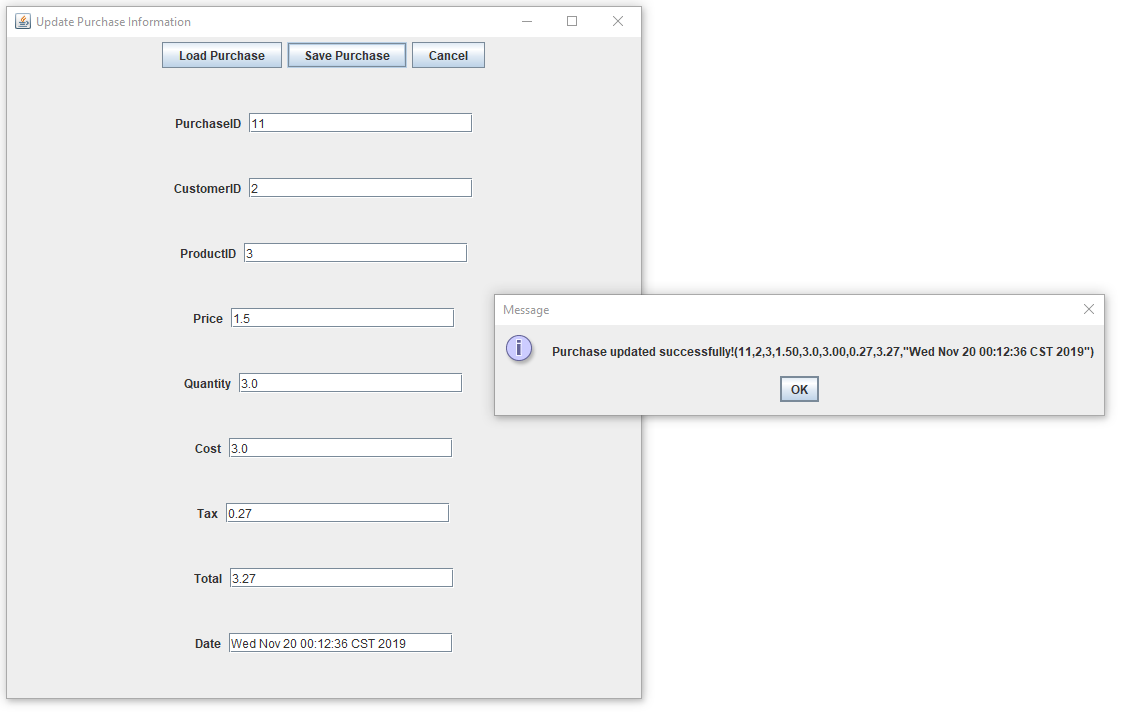 Update Purchase Information
Load Purchase Save Purchase Cancel
PurchaseID 11
CustomerID 2
ProductID 3
Price 1.5
Quantity 3.0
Cost 3.0
Tax 0.27
Total 3.27
Date Wed Nov 20 00:12:36 CST 2019
Message
Purchase updated successfully!(11,2,3,1.50,3.0,3.00,0.27,3.27,"Wed Nov 20 00:12:36 CST 2019")
OK